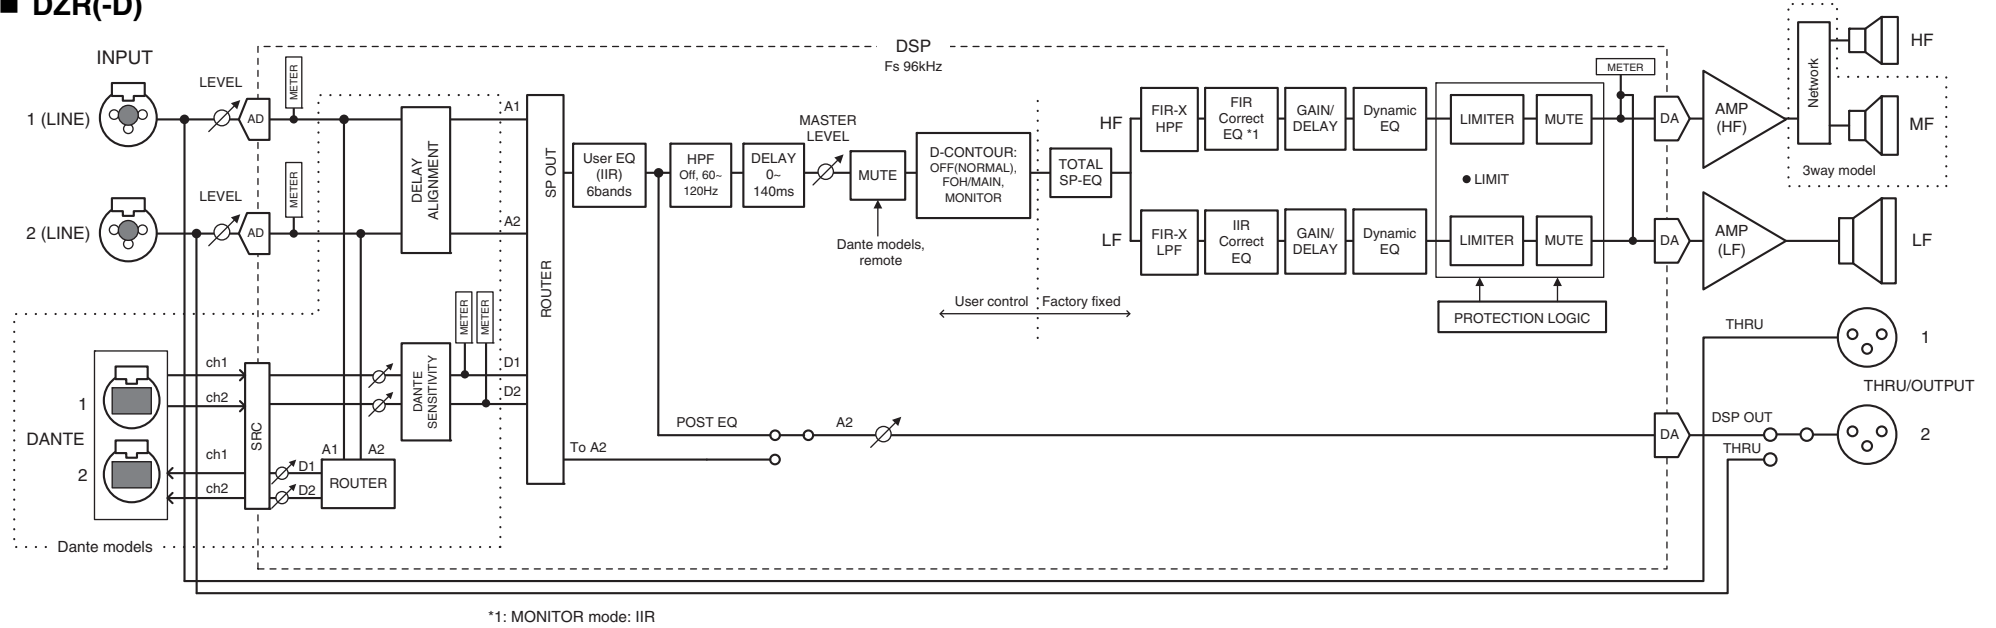 ■ DZR(-D)
INPUT
1 (LINE)
2 (LINE)
LEVEL
LEVEL
AD
AD
METER
METER
DSP
Fs 96kHz
DELAY
ALIGNMENT
A1
A2
SP OUT
ROUTER
User EQ
(IIR)
6bands
HPF
Off, 60~
120Hz
DELAY
0~
140ms
MASTER
LEVEL
MUTE
Dante models,
remote
D-CONTOUR:
OFF(NORMAL),
FOH/MAIN,
MONITOR
User control
Factory fixed
TOTAL
SP-EQ
HF
FIR-X
HPF
FIR
Correct
EQ *1
GAIN/
DELAY
Dynamic
EQ
LIMITER
MUTE
METER
DA
AMP
(HF)
Network
HF
MF
3way model
● LIMIT
LF
FIR-X
LPF
IIR
Correct
EQ
GAIN/
DELAY
Dynamic
EQ
LIMITER
MUTE
DA
AMP
(LF)
LF
PROTECTION LOGIC
DANTE
1
2
ch1
ch2
ch1
ch2
SRC
D1
D2
A1
A2
ROUTER
DANTE
SENSITIVITY
METER
METER
D1
D2
Dante models
POST EQ
To A2
A2
DA
THRU
1
THRU/OUTPUT
DSP OUT
THRU
2
*1: MONITOR mode: IIR